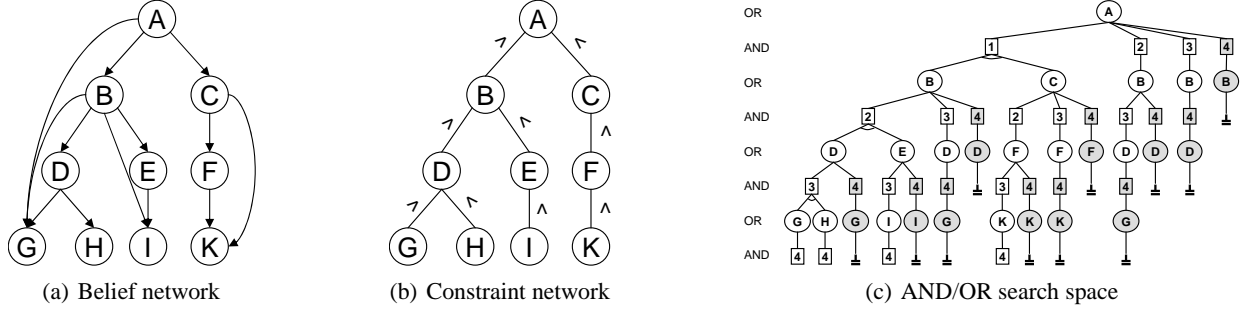 A
B C
D E F
G H I K
(a) Belief network
A
> <
B C
< < <
D E F
< < < <
G H I K
(b) Constraint network
OR A
AND 1 2 3 4
OR B C B B B
AND 2 3 4 2 3 4 3 4 4
OR D E D D F F F D D D
AND 3 4 3 4 4 3 4 4 4
OR G H G I I G K K K G
AND 4 4 4 4
(c) AND/OR search space